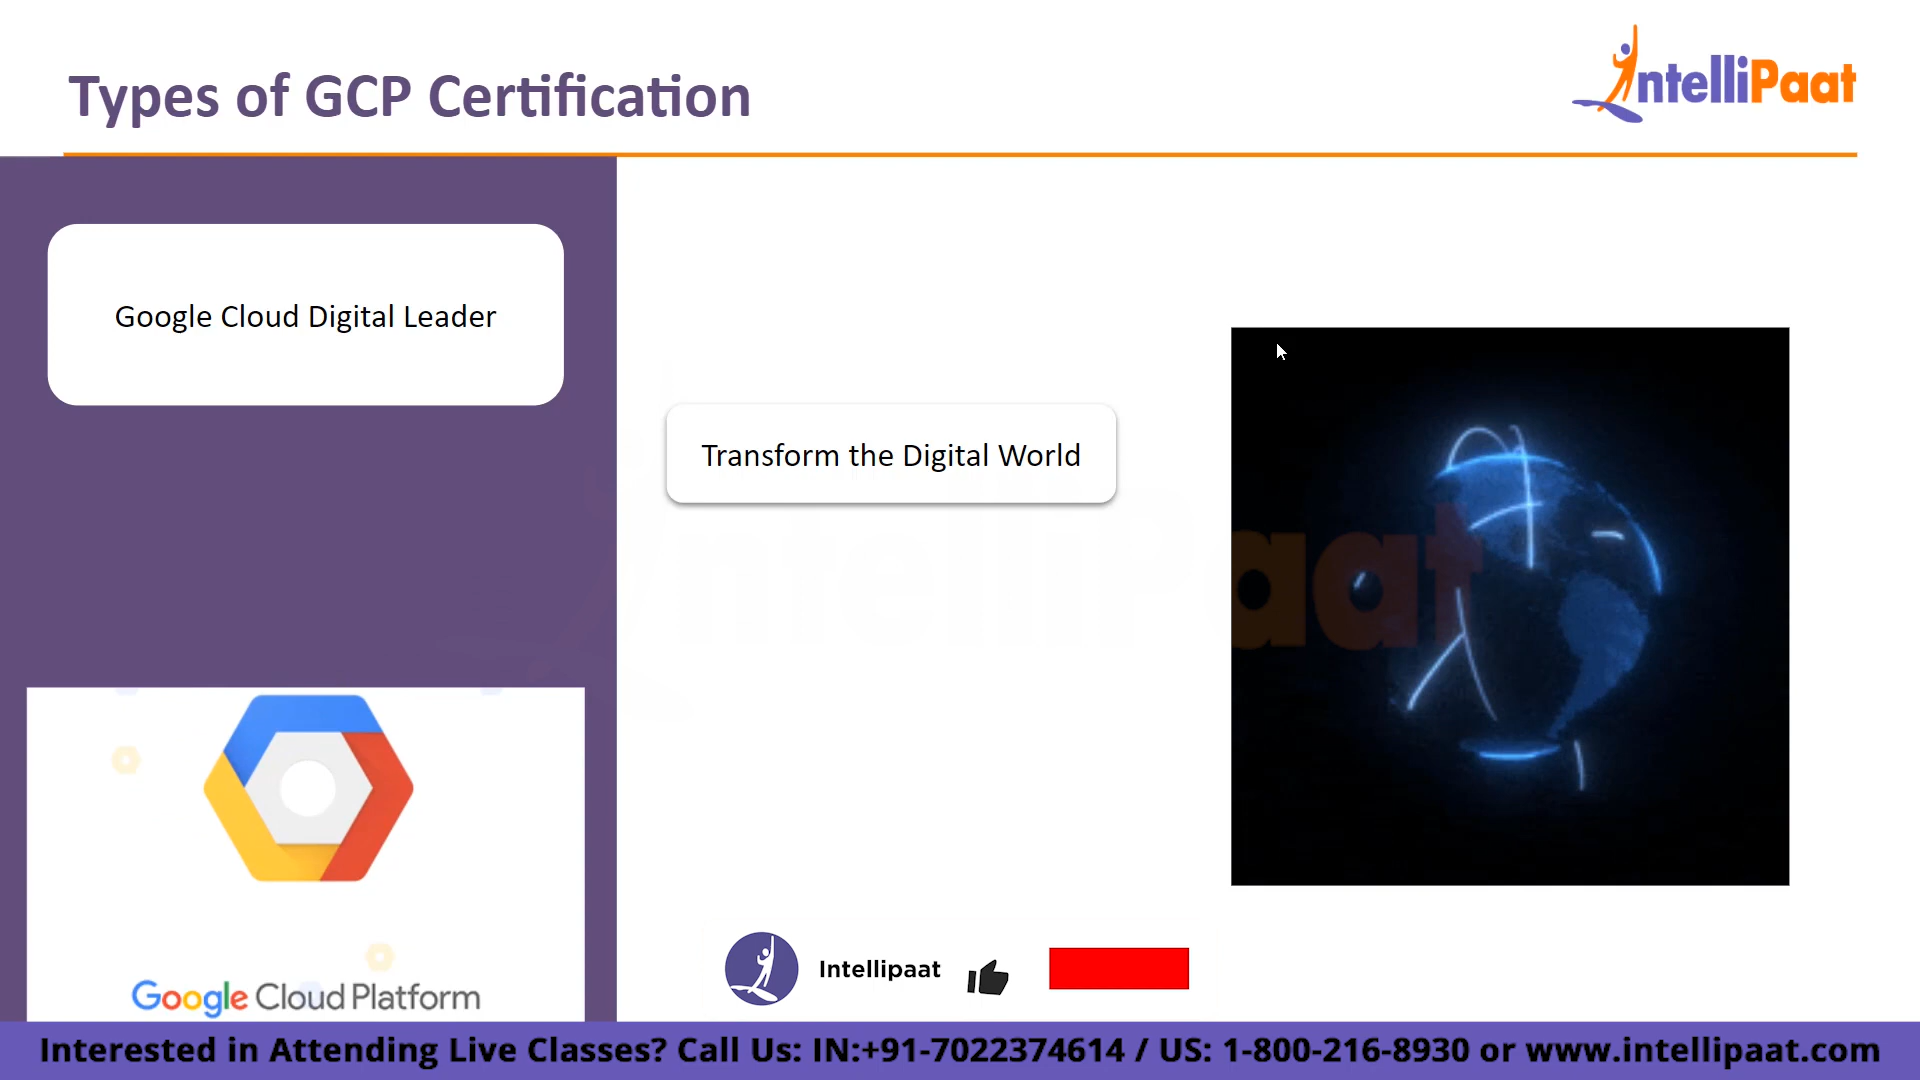 Types of GCP Certification
IntelliPaat
Google Cloud Digital Leader
Transform the Digital World
Paat
Google Cloud Platform
Intellipaat
Interested in Attending Live Classes? Call Us: IN:+91-7022374614 / US: 1-800-216-8930 or www.intellipaat.com